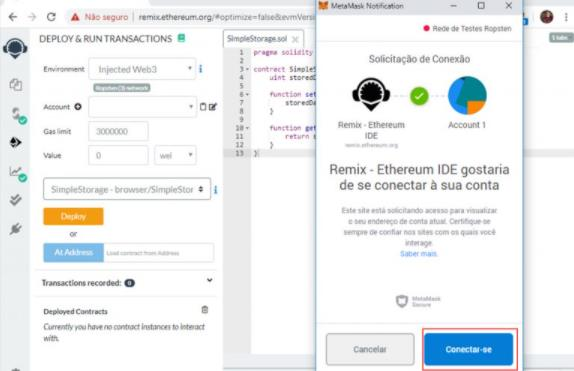 Não seguro | remix.ethereum.org/#optimize=false&evmVersi
DEPLOY & RUN TRANSACTIONS
Environment
Injected Web3
i
Ropsten (3) network
Account
Gas limit
3000000
Value
0
wei
SimpleStorage - browser/SimpleStor
i
Deploy
or
At Address
Load contract from Address
Transactions recorded: 0
Deployed Contracts
Currently you have no contract instances to interact
with.
SimpleStorage.sol
1 pragma solidity
2
3 contract SimpleS
4 uint storedD
5
6 function set
7 storedDa
8 }
9
10 function get
11 return s
12 }
13 }
MetaMask Notification
Rede de Testes Ropsten
Solicitação de Conexão
Remix - Ethereum
IDE
remix.ethereum.org
Account 1
Remix - Ethereum IDE gostaria
de se conectar à sua conta
Este site está solicitando acesso para visualizar
o seu endereço de conta atual. Certifique-se
sempre de confiar nos sites com os quais você
interage.
Saber mais.
MetaMask
Secure
Cancelar
Conectar-se